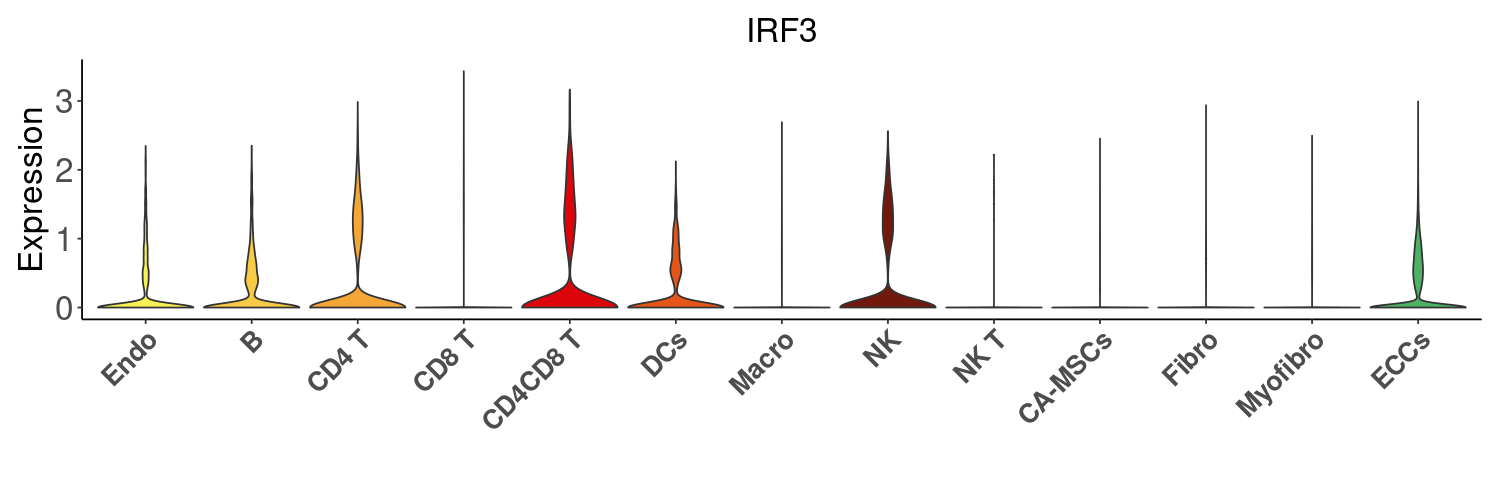 IRF3
Expression
3
2
1
0
Endo
B
CD4 T
CD8 T
CD4CD8 T
DCs
Macro
NK
NK T
CA-MSCs
Fibro
Myofibro
ECCs